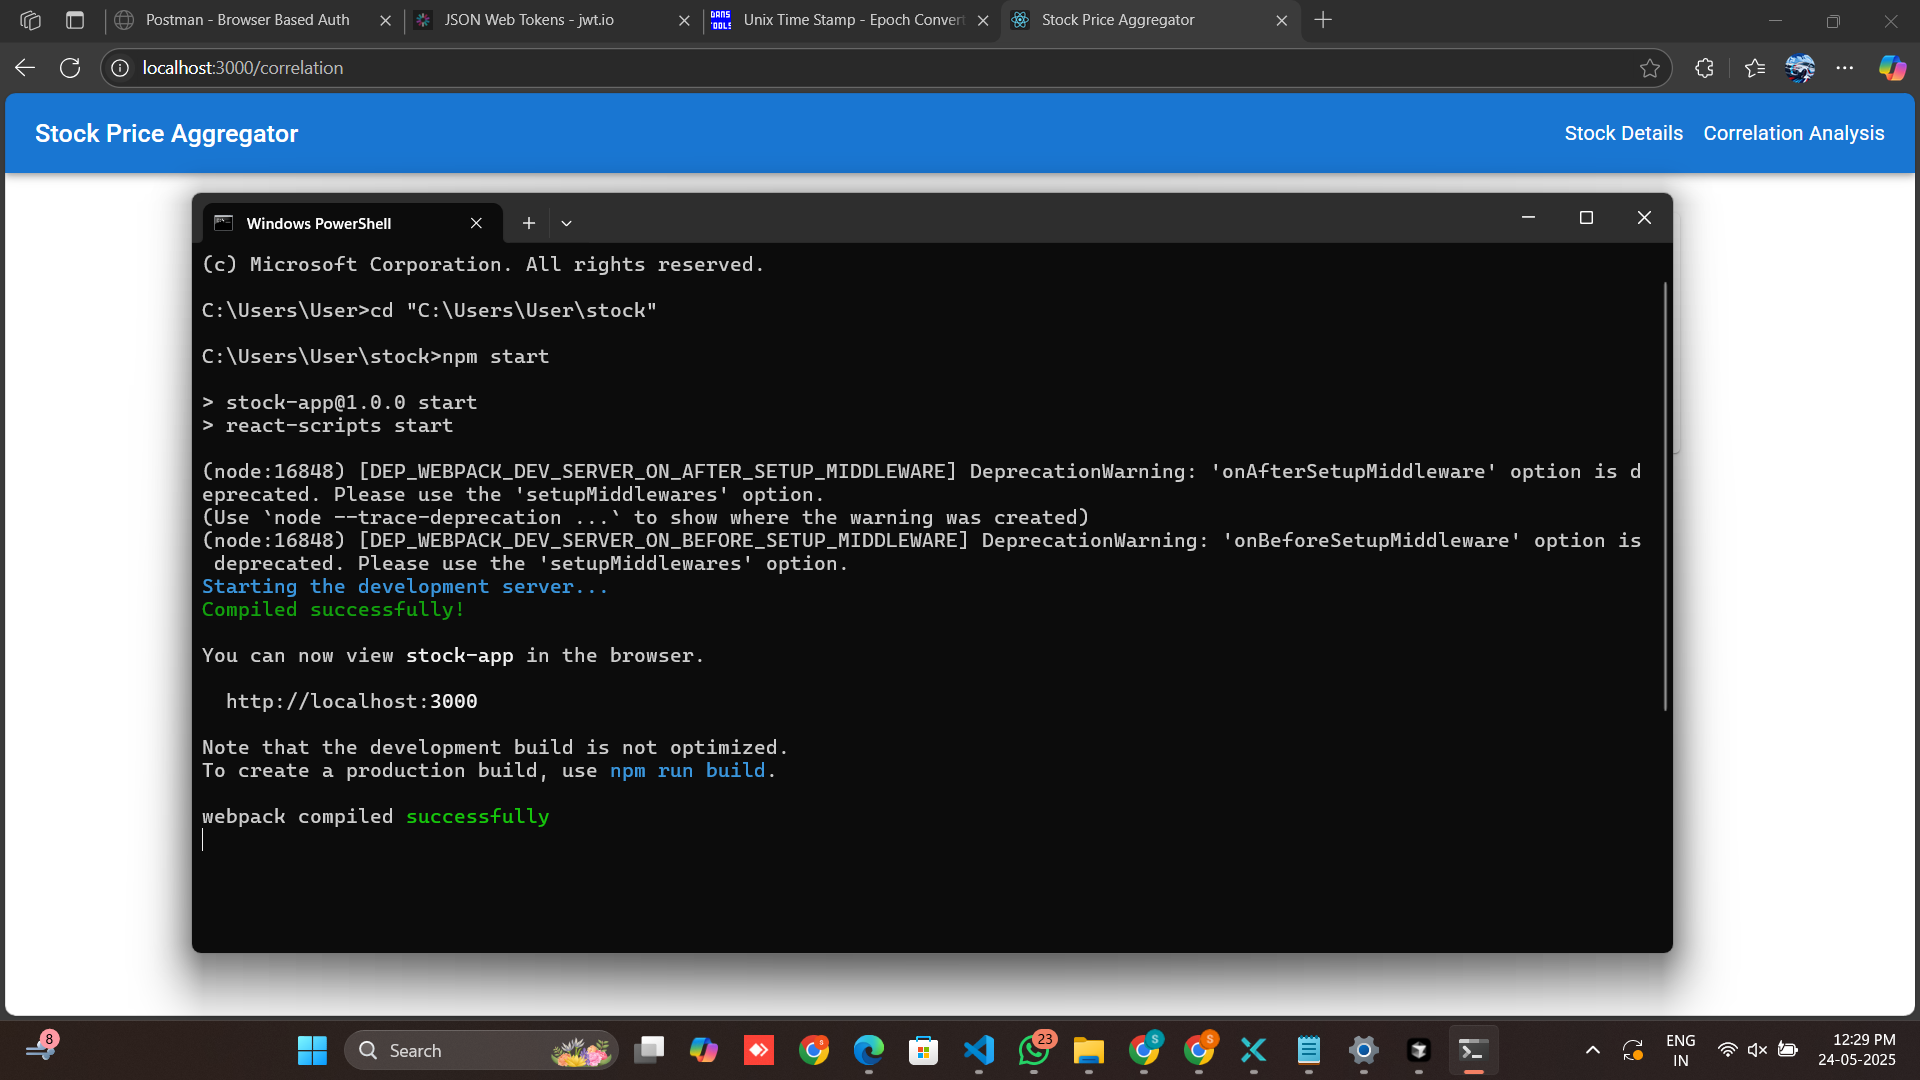 Postman - Browser Based Auth
JSON Web Tokens - jwt.io
DANS TOOLS
Unix Time Stamp - Epoch Convert
Stock Price Aggregator
localhost:3000/correlation
Stock Price Aggregator
Stock Details
Correlation Analysis
Windows PowerShell
(c) Microsoft Corporation. All rights reserved.
C:\Users\User>cd "C:\Users\User\stock"
C:\Users\User\stock>npm start
> stock-app@1.0.0 start
> react-scripts start
(node:16848) [DEP_WEBPACK_DEV_SERVER_ON_AFTER_SETUP_MIDDLEWARE] DeprecationWarning: 'onAfterSetupMiddleware' option is d
eprecated. Please use the 'setupMiddlewares' option.
(Use `node --trace-deprecation ...` to show where the warning was created)
(node:16848) [DEP_WEBPACK_DEV_SERVER_ON_BEFORE_SETUP_MIDDLEWARE] DeprecationWarning: 'onBeforeSetupMiddleware' option is
deprecated. Please use the 'setupMiddlewares' option.
Starting the development server...
Compiled successfully!
You can now view stock-app in the browser.
http://localhost:3000
Note that the development build is not optimized.
To create a production build, use npm run build.
webpack compiled successfully
8
Search
S
23
S
S
ENG
IN
12:29 PM
24-05-2025